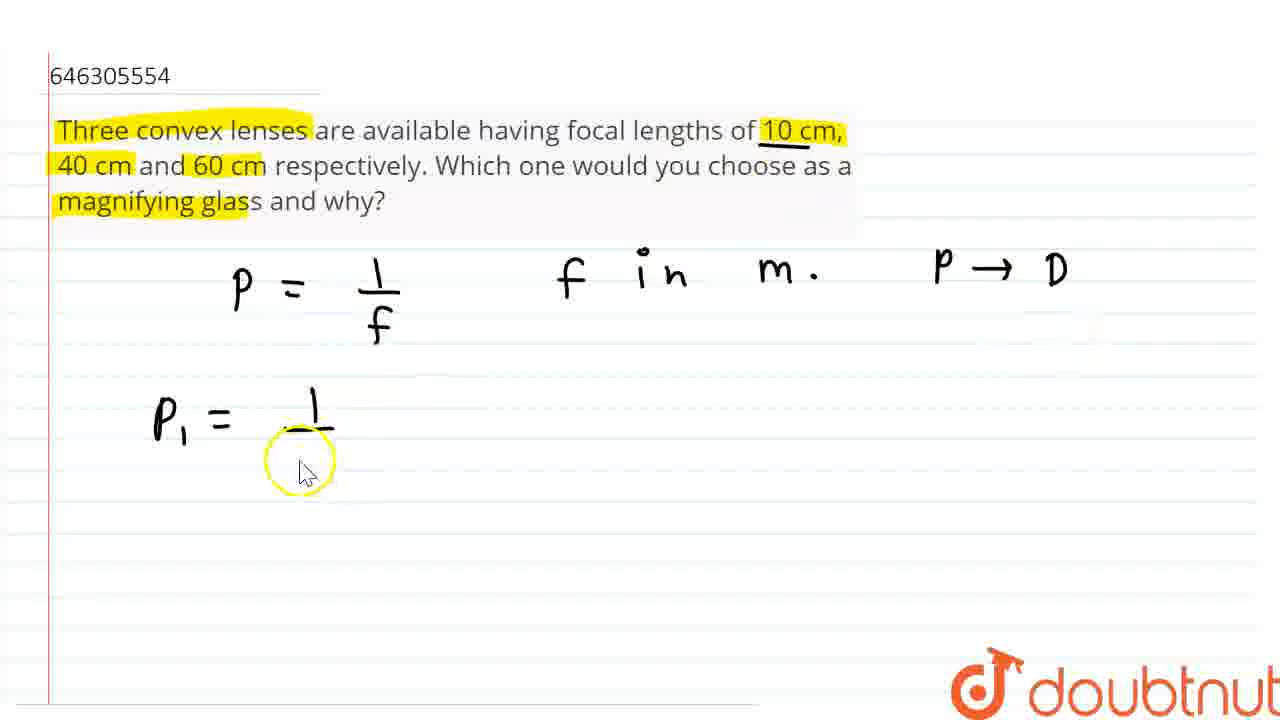 646305554
Three convex lenses are available having focal lengths of 10 cm,
40 cm and 60 cm respectively. Which one would you choose as a
magnifying glass and why?
P = 1/f f in m. P → D
P₁ = 1
doubtnut